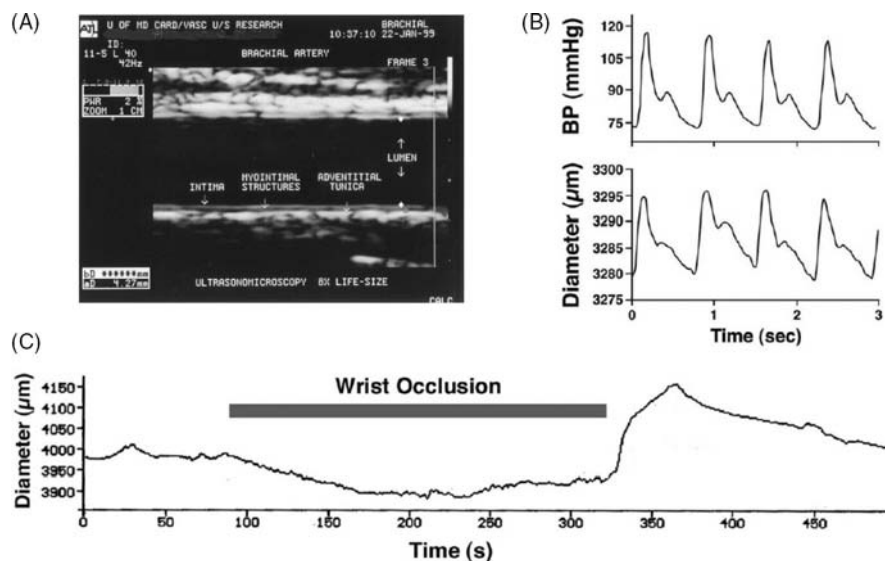 (A)
U OF MD CARD/VASC U/S RESEARCH
BRACHIAL
10:37:10 22-JAN-99
ID:
11-5 L 40
42Hz
BRACHIAL ARTERY
FRAME 3
PWR
ZOOM 1 CM
LUMEN
INTIMA
MYOINTIMAL
STRUCTURES
ADVENTITIAL
TUNICA
4.27mm
ULTRASONOMICROSCOPY 6X LIFE-SIZE
CALC
(B)
BP (mmHg)
120
105
90
75
Diameter (μm)
3300
3295
3290
3285
3280
3275
0 1 2 3
Time (sec)
(C)
Wrist Occlusion
Diameter (μm)
4150
4100
4050
4000
3950
3900
0 50 100 150 200 250 300 350 400 450
Time (s)